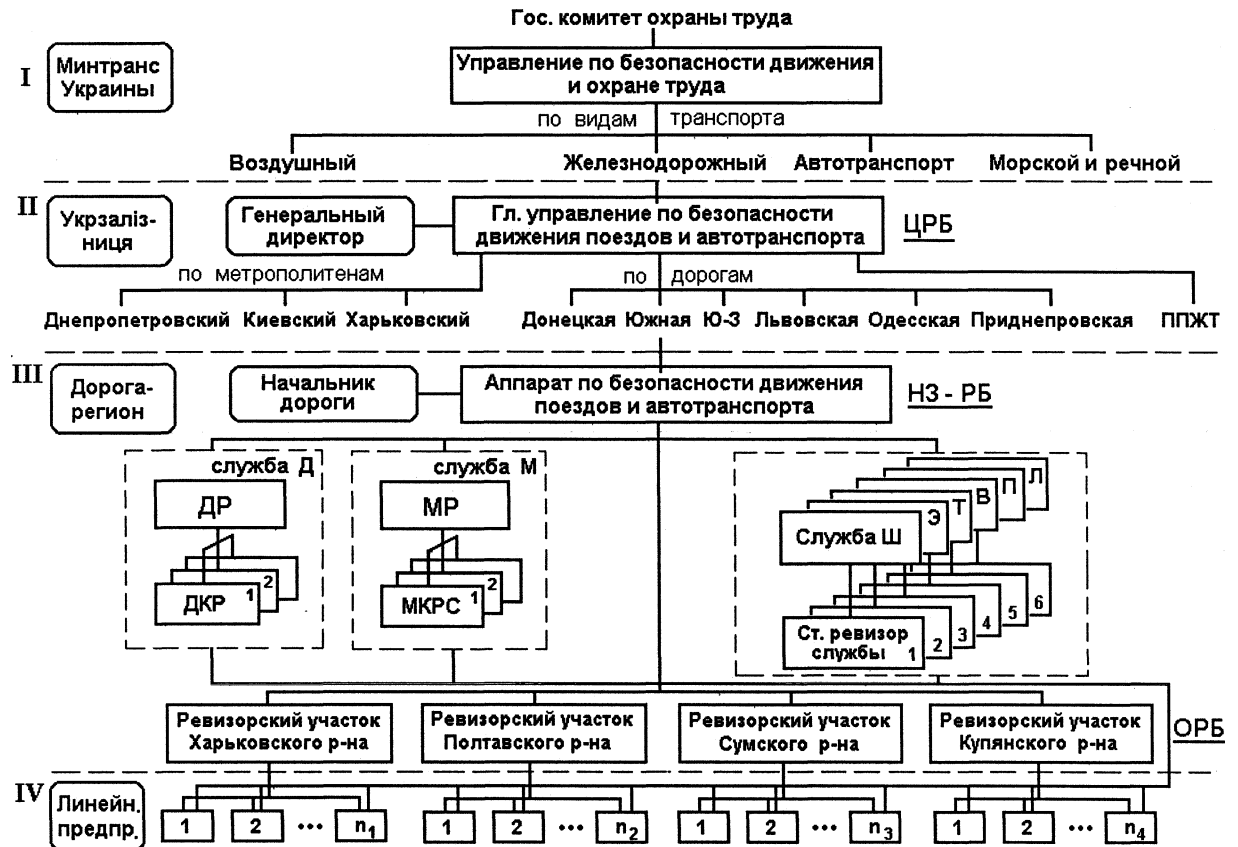 Гос. комитет охраны труда
I
Минтранс
Украины
Управление по безопасности движения
и охране труда
по видам транспорта
Воздушный Железнодорожный Автотранспорт Морской и речной
II
Укрзаліз-
ниця
Генеральный
директор
Гл. управление по безопасности
движения поездов и автотранспорта
ЦРБ
по метрополитенам
по дорогам
Днепропетровский Киевский Харьковский Донецкая Южная Ю-З Львовская Одесская Приднепровская ППЖТ
III
Дорога-
регион
Начальник
дороги
Аппарат по безопасности движения
поездов и автотранспорта
НЗ - РБ
служба Д
ДР
ДКР 1
2
служба М
МР
МКРС 1
2
Служба Ш
Э
Т
В
П
Л
Ст. ревизор
службы 1
2
3
4
5
6
Ревизорский участок
Харьковского р-на
Ревизорский участок
Полтавского р-на
Ревизорский участок
Сумского р-на
Ревизорский участок
Купянского р-на
ОРБ
IV
Линейн.
предпр.
1 2 ••• n1
1 2 ••• n2
1 2 ••• n3
1 2 ••• n4